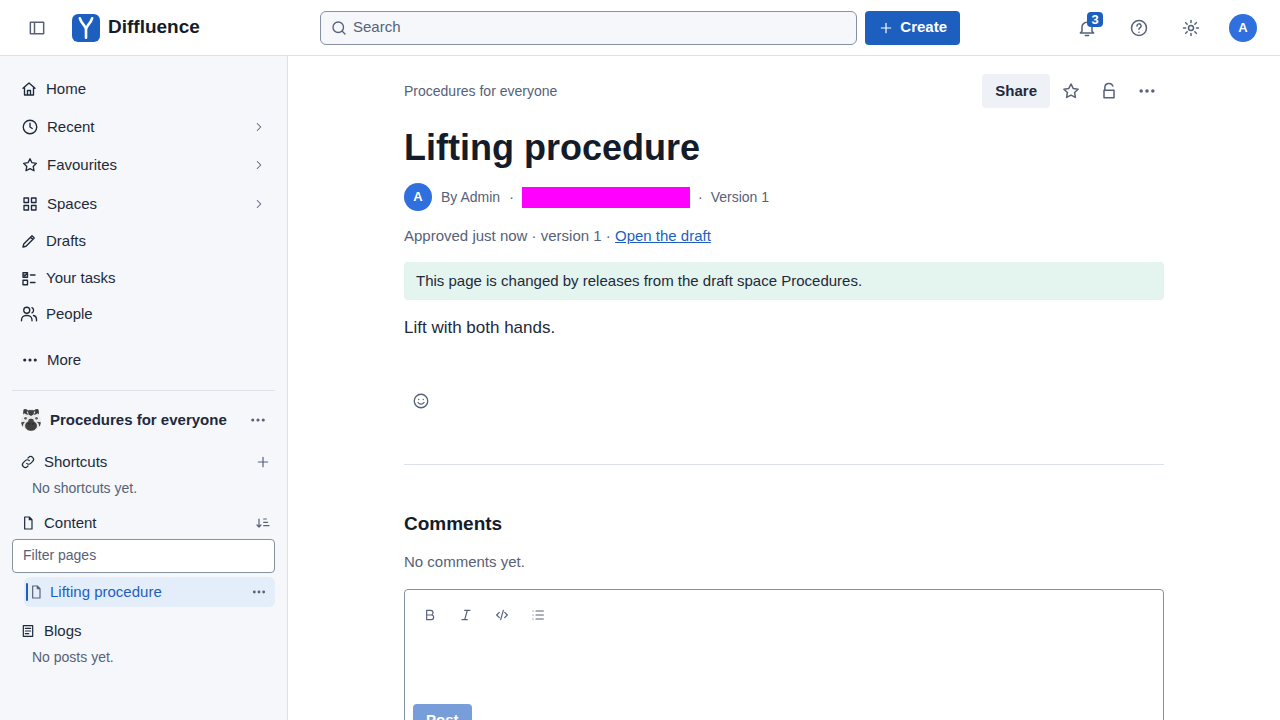 Diffluence
Search
Create
3
A
Home
Recent
Favourites
Spaces
Drafts
Your tasks
People
More
Procedures for everyone
Shortcuts
No shortcuts yet.
Content
Filter pages
Lifting procedure
Blogs
No posts yet.
Procedures for everyone
Share
Lifting procedure
A By Admin · · Version 1
Approved just now · version 1 · Open the draft
This page is changed by releases from the draft space Procedures.
Lift with both hands.
Comments
No comments yet.
Post